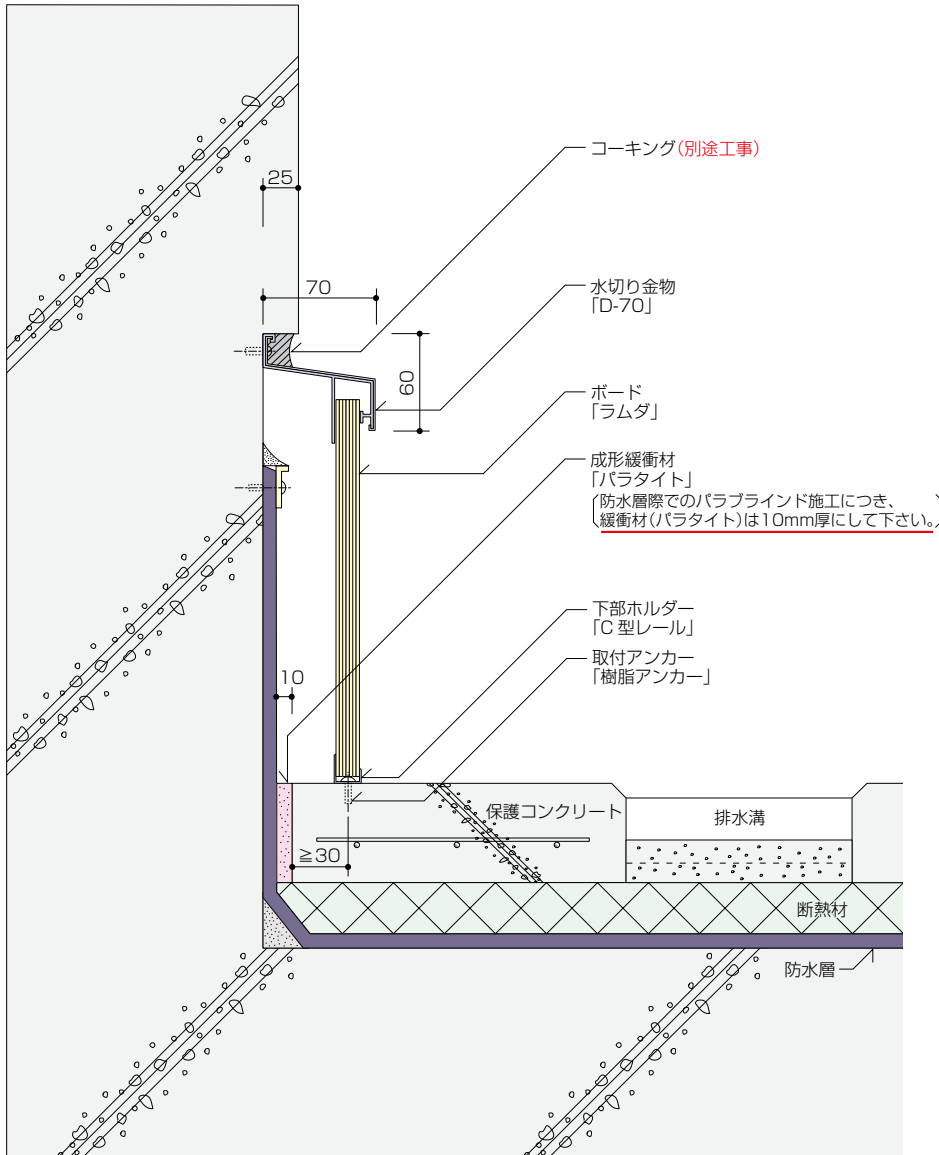 コーキング(別途工事)
25
70
水切り金物
「D-70」
60
ボード
「ラムダ」
成形緩衝材
「パラタイト」
(防水層際でのパラブラインド施工につき、
緩衝材(パラタイト)は10mm厚にして下さい。)
下部ホルダー
「C 型レール」
取付アンカー
「樹脂アンカー」
10
保護コンクリート
排水溝
≧30
断熱材
防水層